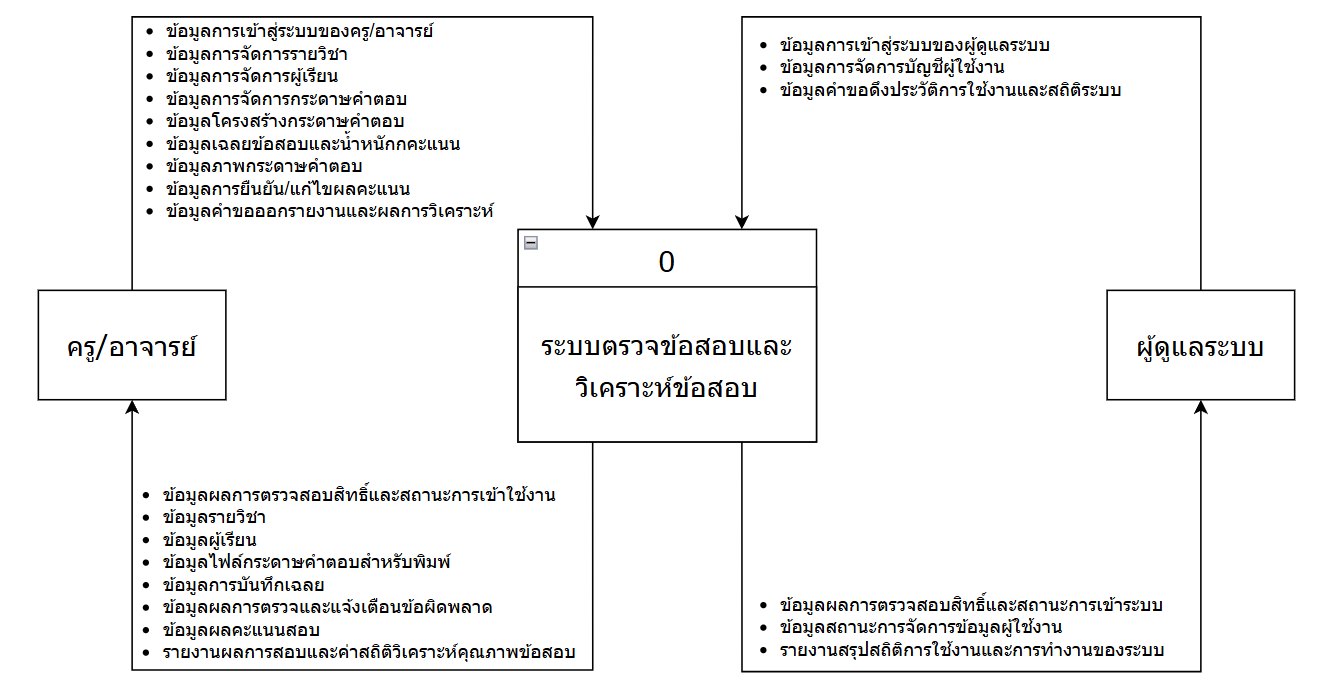 ข้อมูลการเข้าสู่ระบบของครู/อาจารย์
ข้อมูลการจัดการรายวิชา
ข้อมูลการจัดการผู้เรียน
ข้อมูลการจัดการกระดาษคำตอบ
ข้อมูลโครงสร้างกระดาษคำตอบ
ข้อมูลเฉลยข้อสอบและน้ำหนักกคะแนน
ข้อมูลภาพกระดาษคำตอบ
ข้อมูลการยืนยัน/แก้ไขผลคะแนน
ข้อมูลคำขอออกรายงานและผลการวิเคราะห์
ข้อมูลการเข้าสู่ระบบของผู้ดูแลระบบ
ข้อมูลการจัดการบัญชีผู้ใช้งาน
ข้อมูลคำขอดึงประวัติการใช้งานและสถิติระบบ
ครู/อาจารย์
0
ระบบตรวจข้อสอบและ
วิเคราะห์ข้อสอบ
ผู้ดูแลระบบ
ข้อมูลผลการตรวจสอบสิทธิ์และสถานะการเข้าใช้งาน
ข้อมูลรายวิชา
ข้อมูลผู้เรียน
ข้อมูลไฟล์กระดาษคำตอบสำหรับพิมพ์
ข้อมูลการบันทึกเฉลย
ข้อมูลผลการตรวจและแจ้งเตือนข้อผิดพลาด
ข้อมูลผลคะแนนสอบ
รายงานผลการสอบและค่าสถิติวิเคราะห์คุณภาพข้อสอบ
ข้อมูลผลการตรวจสอบสิทธิ์และสถานะการเข้าระบบ
ข้อมูลสถานะการจัดการข้อมูลผู้ใช้งาน
รายงานสรุปสถิติการใช้งานและการทำงานของระบบ